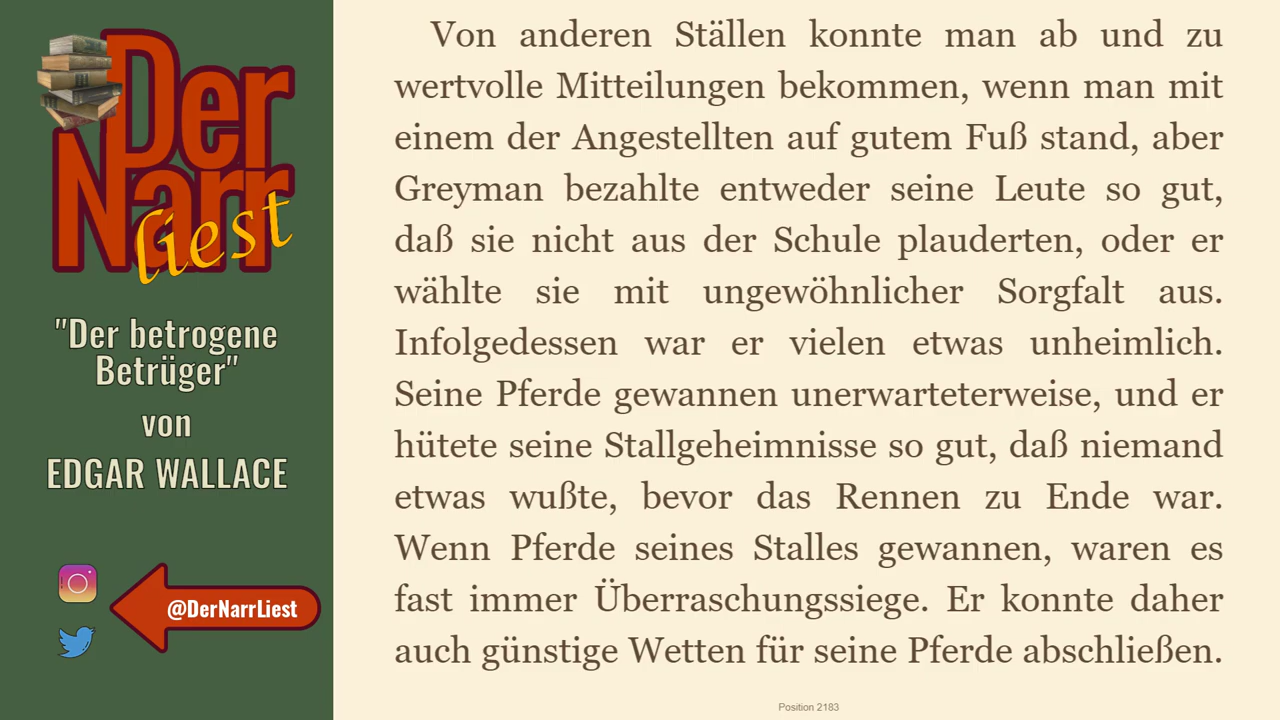 Der
Narr
liest
"Der betrogene
Betrüger"
von
EDGAR WALLACE
@DerNarrLiest
Von anderen Ställen konnte man ab und zu
wertvolle Mitteilungen bekommen, wenn man mit
einem der Angestellten auf gutem Fuß stand, aber
Greyman bezahlte entweder seine Leute so gut,
daß sie nicht aus der Schule plauderten, oder er
wählte sie mit ungewöhnlicher Sorgfalt aus.
Infolgedessen war er vielen etwas unheimlich.
Seine Pferde gewannen unerwarteterweise, und er
hütete seine Stallgeheimnisse so gut, daß niemand
etwas wußte, bevor das Rennen zu Ende war.
Wenn Pferde seines Stalles gewannen, waren es
fast immer Überraschungssiege. Er konnte daher
auch günstige Wetten für seine Pferde abschließen.
Position 2183